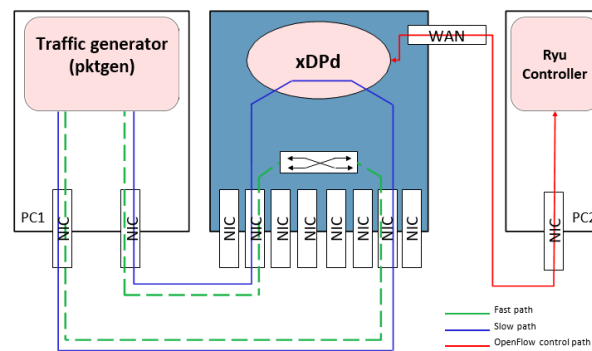 Traffic generator
(pktgen)
xDPd
WAN
Ryu
Controller
PC1
NIC
NIC
NIC
NIC
NIC
NIC
NIC
NIC
NIC
NIC
NIC
PC2
Fast path
Slow path
OpenFlow control path